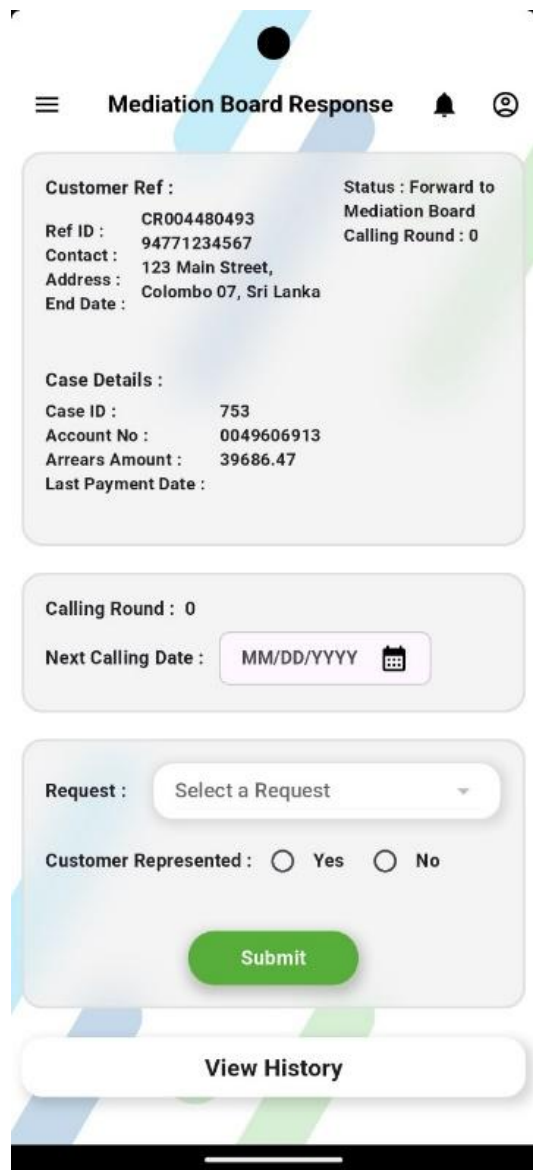 Mediation Board Response
Customer Ref :
Ref ID : CR004480493
Contact : 94771234567
Address : 123 Main Street,
Colombo 07, Sri Lanka
End Date :
Status : Forward to
Mediation Board
Calling Round : 0
Case Details :
Case ID : 753
Account No : 0049606913
Arrears Amount : 39686.47
Last Payment Date :
Calling Round : 0
Next Calling Date : MM/DD/YYYY
Request : Select a Request
Customer Represented : Yes No
Submit
View History